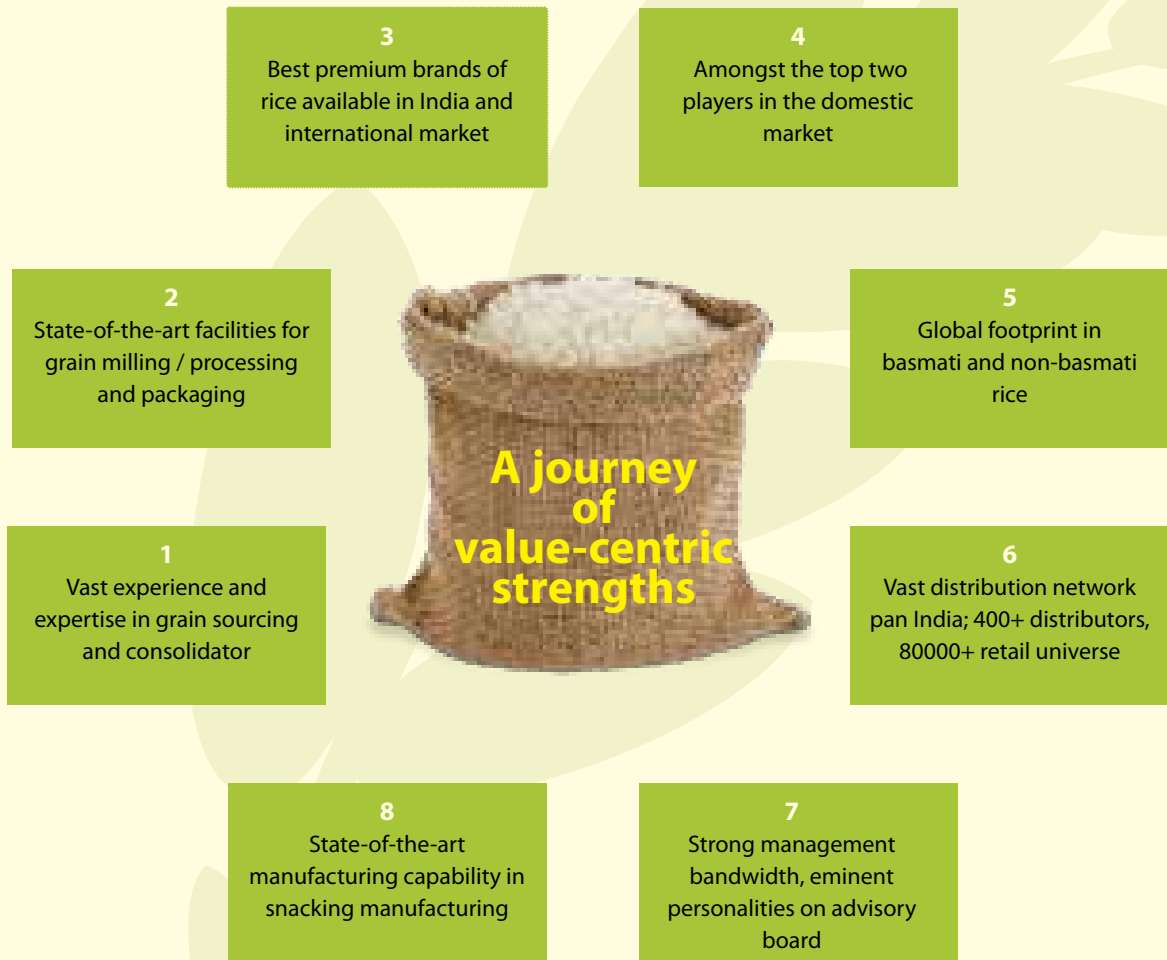 3
Best premium brands of
rice available in India and
international market
4
Amongst the top two
players in the domestic
market
2
State-of-the-art facilities for
grain milling / processing
and packaging
5
Global footprint in
basmati and non-basmati
rice
A journey
of
value-centric
strengths
1
Vast experience and
expertise in grain sourcing
and consolidator
6
Vast distribution network
pan India; 400+ distributors,
80000+ retail universe
8
State-of-the-art
manufacturing capability in
snacking manufacturing
7
Strong management
bandwidth, eminent
personalities on advisory
board